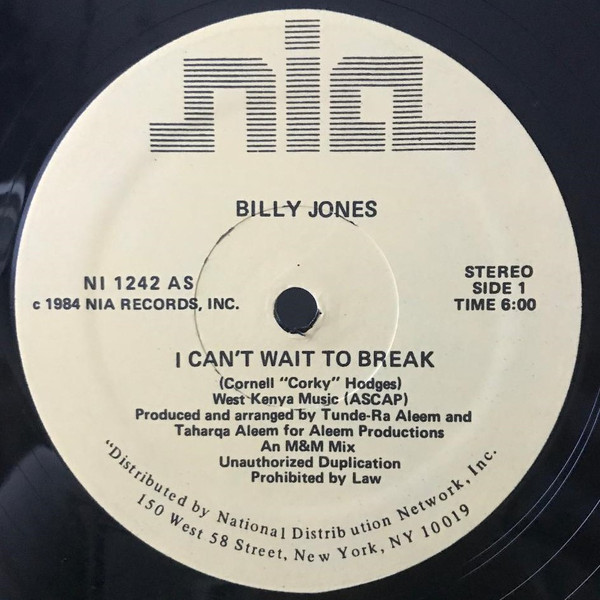 nia
BILLY JONES
NI 1242 AS
c 1984 NIA RECORDS, INC.
STEREO
SIDE 1
TIME 6:00
I CAN'T WAIT TO BREAK
(Cornell "Corky" Hodges)
West Kenya Music (ASCAP)
Produced and arranged by Tunde-Ra Aleem and
Taharqa Aleem for Aleem Productions
An M&M Mix
Unauthorized Duplication
Prohibited by Law
"Distributed by National Distribution Network, Inc.
150 West 58 Street, New York, NY 10019